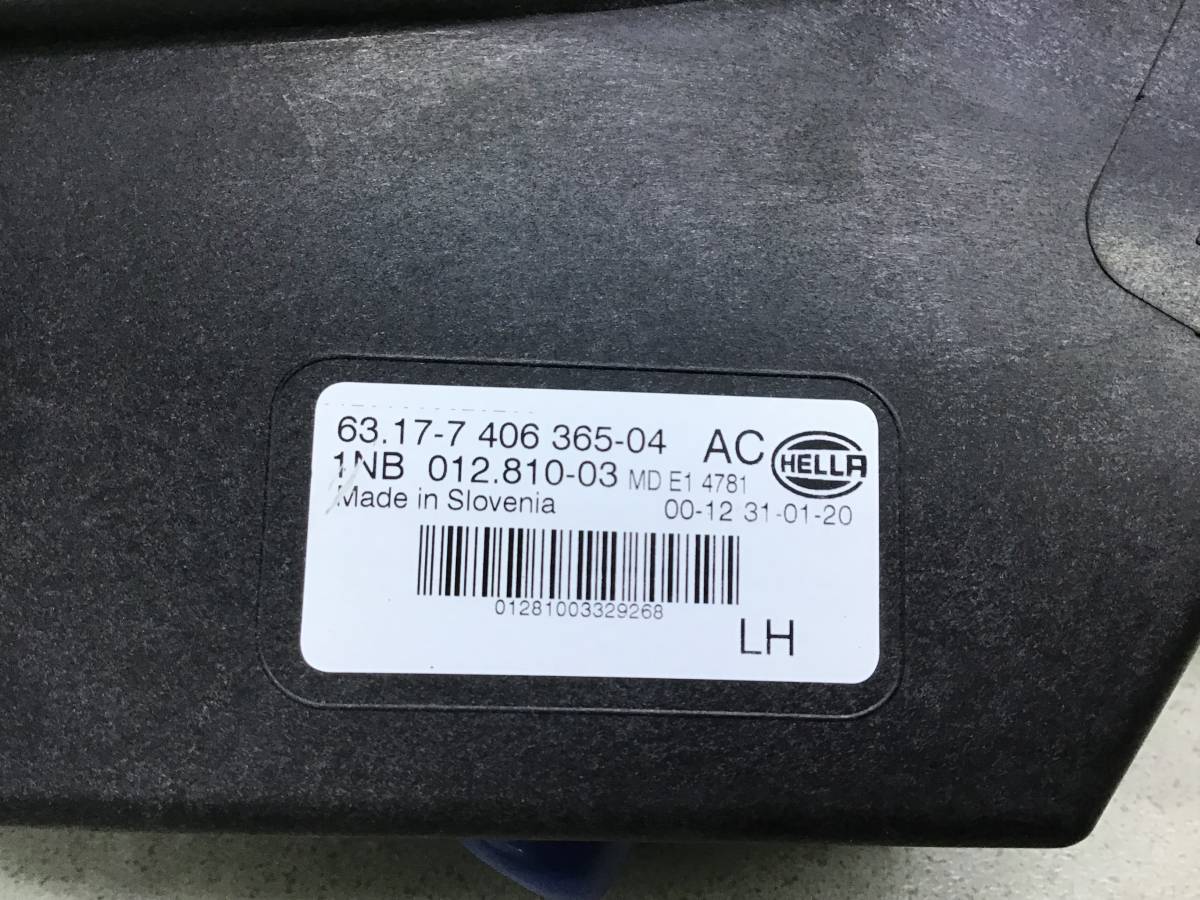 63.17-7 406 365-04 AC
HELLA
1NB 012.810-03 MD E1 4781
Made in Slovenia 00-12 31-01-20
01281003329268
LH